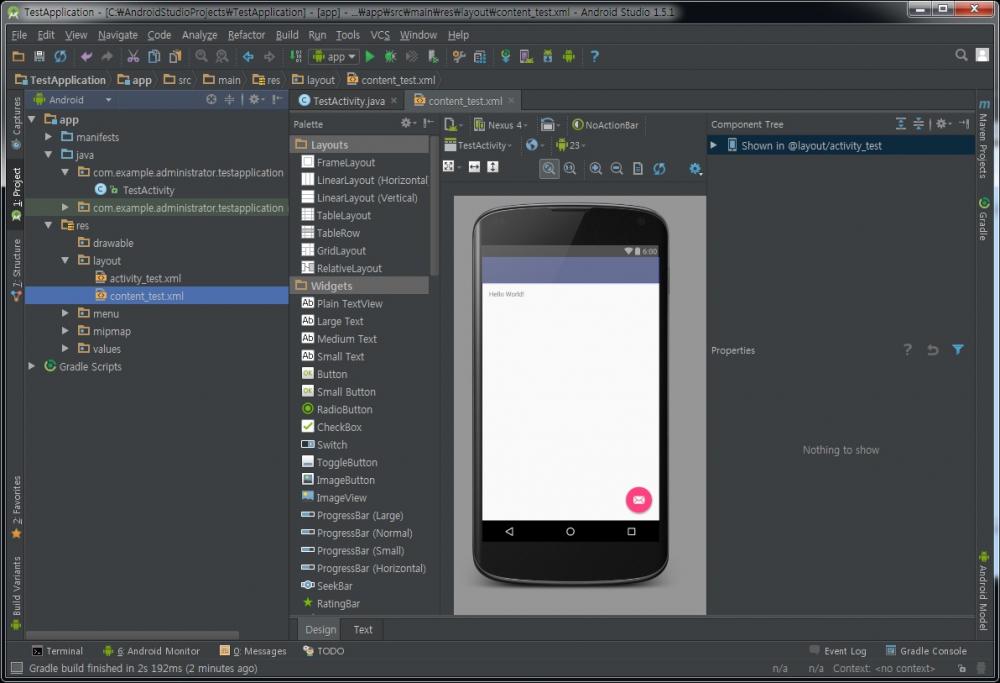 TestApplication - [C:₩AndroidStudioProjects₩TestApplication] - [app] - ...₩app₩src₩main₩res₩layout₩content_test.xml - Android Studio 1.5.1
File Edit View Navigate Code Analyze Refactor Build Run Tools VCS Window Help
app
TestApplication app src main res layout content_test.xml
Captures
1: Project
7: Structure
2: Favorites
Build Variants
Android
app
manifests
java
com.example.administrator.testapplication
TestActivity
com.example.administrator.testapplication
res
drawable
layout
activity_test.xml
content_test.xml
menu
mipmap
values
Gradle Scripts
TestActivity.java content_test.xml
Palette
Layouts
FrameLayout
LinearLayout (Horizontal
LinearLayout (Vertical)
TableLayout
TableRow
GridLayout
RelativeLayout
Widgets
Ab Plain TextView
Ab Large Text
Ab Medium Text
Ab Small Text
OK Button
OK Small Button
RadioButton
CheckBox
Switch
ToggleButton
ImageButton
ImageView
ProgressBar (Large)
ProgressBar (Normal)
ProgressBar (Small)
ProgressBar (Horizontal)
SeekBar
RatingBar
Nexus 4 NoActionBar
TestActivity 23
6:00
Hello World!
Design Text
Component Tree
Shown in @layout/activity_test
Properties
Nothing to show
Maven Projects
Gradle
Android Model
Terminal 6: Android Monitor 0: Messages TODO Event Log Gradle Console
Gradle build finished in 2s 192ms (2 minutes ago) n/a n/a Context: <no context>